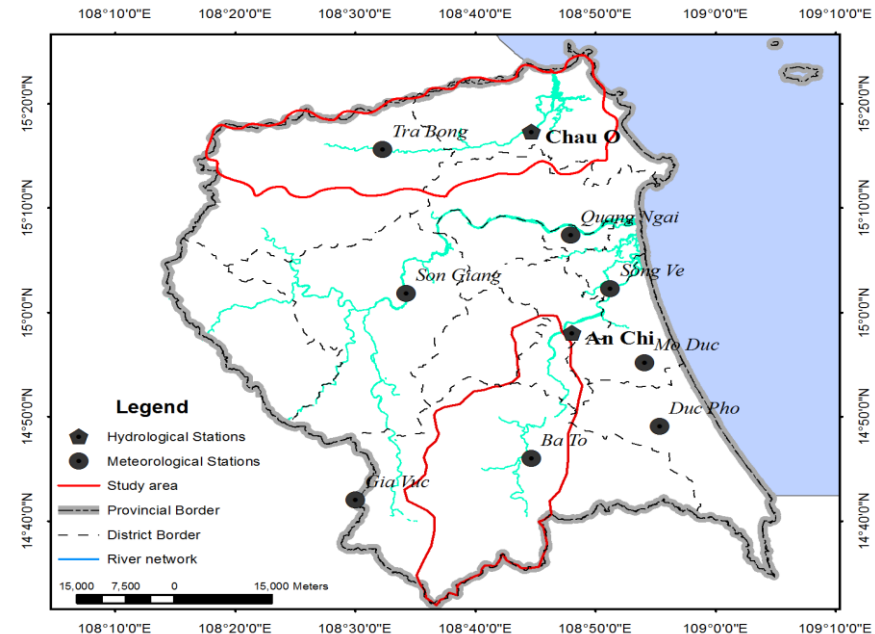 108°10'0"E 108°20'0"E 108°30'0"E 108°40'0"E 108°50'0"E 109°0'0"E 109°10'0"E
15°20'0"N
15°20'0"N
Tra Bong
Chau O
15°10'0"N
15°10'0"N
Quang Ngai
Son Giang
Song Ve
15°0'0"N
15°0'0"N
An Chi
Mo Duc
14°50'0"N
14°50'0"N
Duc Pho
Ba To
Gia Vuc
14°40'0"N
14°40'0"N
Legend
Hydrological Stations
Meteorological Stations
Study area
Provincial Border
District Border
River network
15,000 7,500 0 15,000 Meters
108°10'0"E 108°20'0"E 108°30'0"E 108°40'0"E 108°50'0"E 109°0'0"E 109°10'0"E